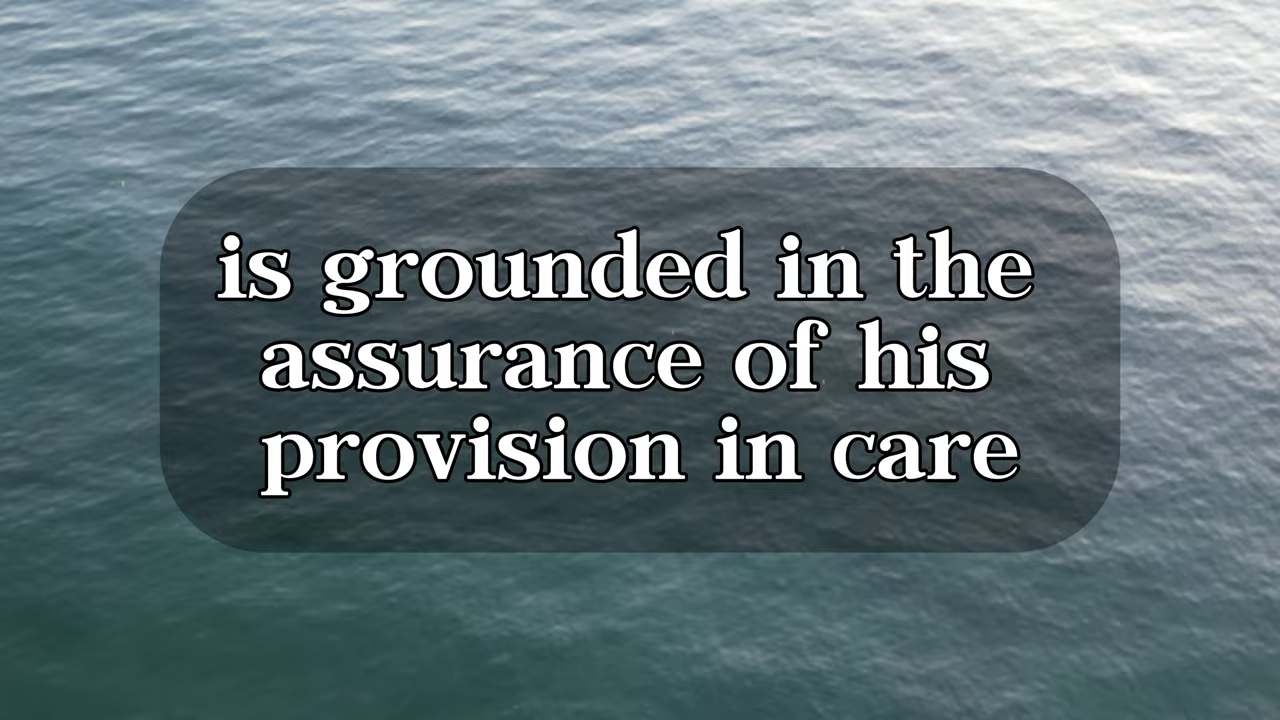 is grounded in the
assurance of his
provision in care